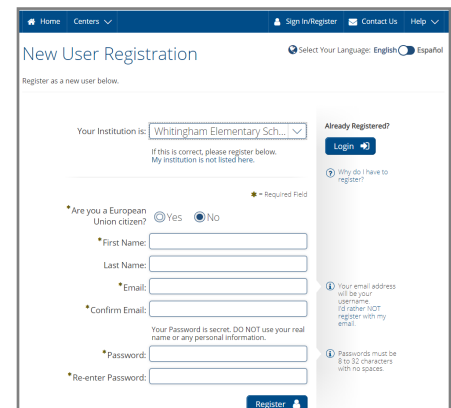 Home Centers Sign In/Register Contact Us Help
New User Registration
Select Your Language: English Español
Register as a new user below.
Your Institution is: Whitingham Elementary Sch...
If this is correct, please register below.
My institution is not listed here.
Already Registered?
Login
Why do I have to
register?
* = Required Field
*Are you a European
Union citizen?
Yes No
*First Name:
Last Name:
*Email:
Your email address
will be your
username.
I'd rather NOT
register with my
email.
*Confirm Email:
Your Password is secret. DO NOT use your real
name or any personal information.
*Password:
Passwords must be
8 to 32 characters
with no spaces.
*Re-enter Password:
Register